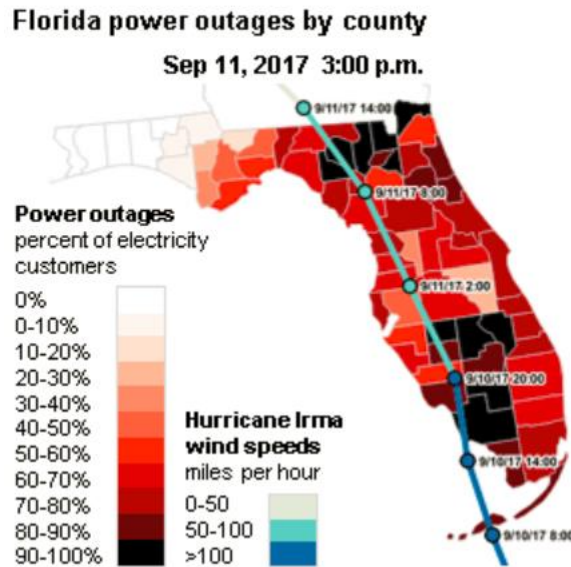 Florida power outages by county
Sep 11, 2017 3:00 p.m.
9/11/17 14:00
9/11/17 8:00
9/11/17 2:00
9/10/17 20:00
9/10/17 14:00
9/10/17 8:00
Power outages
percent of electricity
customers
0%
0-10%
10-20%
20-30%
30-40%
40-50%
50-60%
60-70%
70-80%
80-90%
90-100%
Hurricane Irma
wind speeds
miles per hour
0-50
50-100
>100